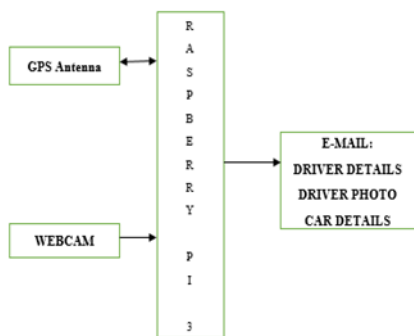 GPS Antenna
WEBCAM
R
A
S
P
B
E
R
R
Y
P
I
3
E-MAIL:
DRIVER DETAILS
DRIVER PHOTO
CAR DETAILS